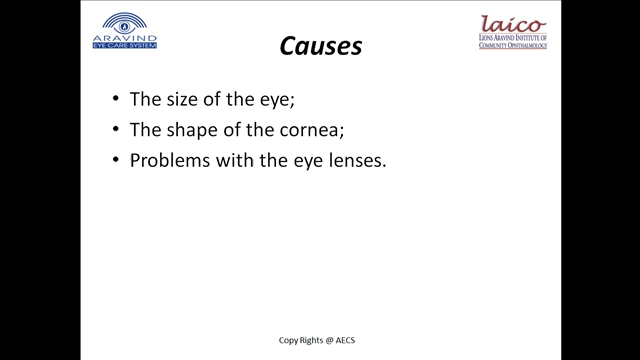 ARAVIND
EYE CARE SYSTEM
laico
LIONS ARAVIND INSTITUTE OF
COMMUNITY OPHTHALMOLOGY
Causes
• The size of the eye;
• The shape of the cornea;
• Problems with the eye lenses.
Copy Rights @ AECS